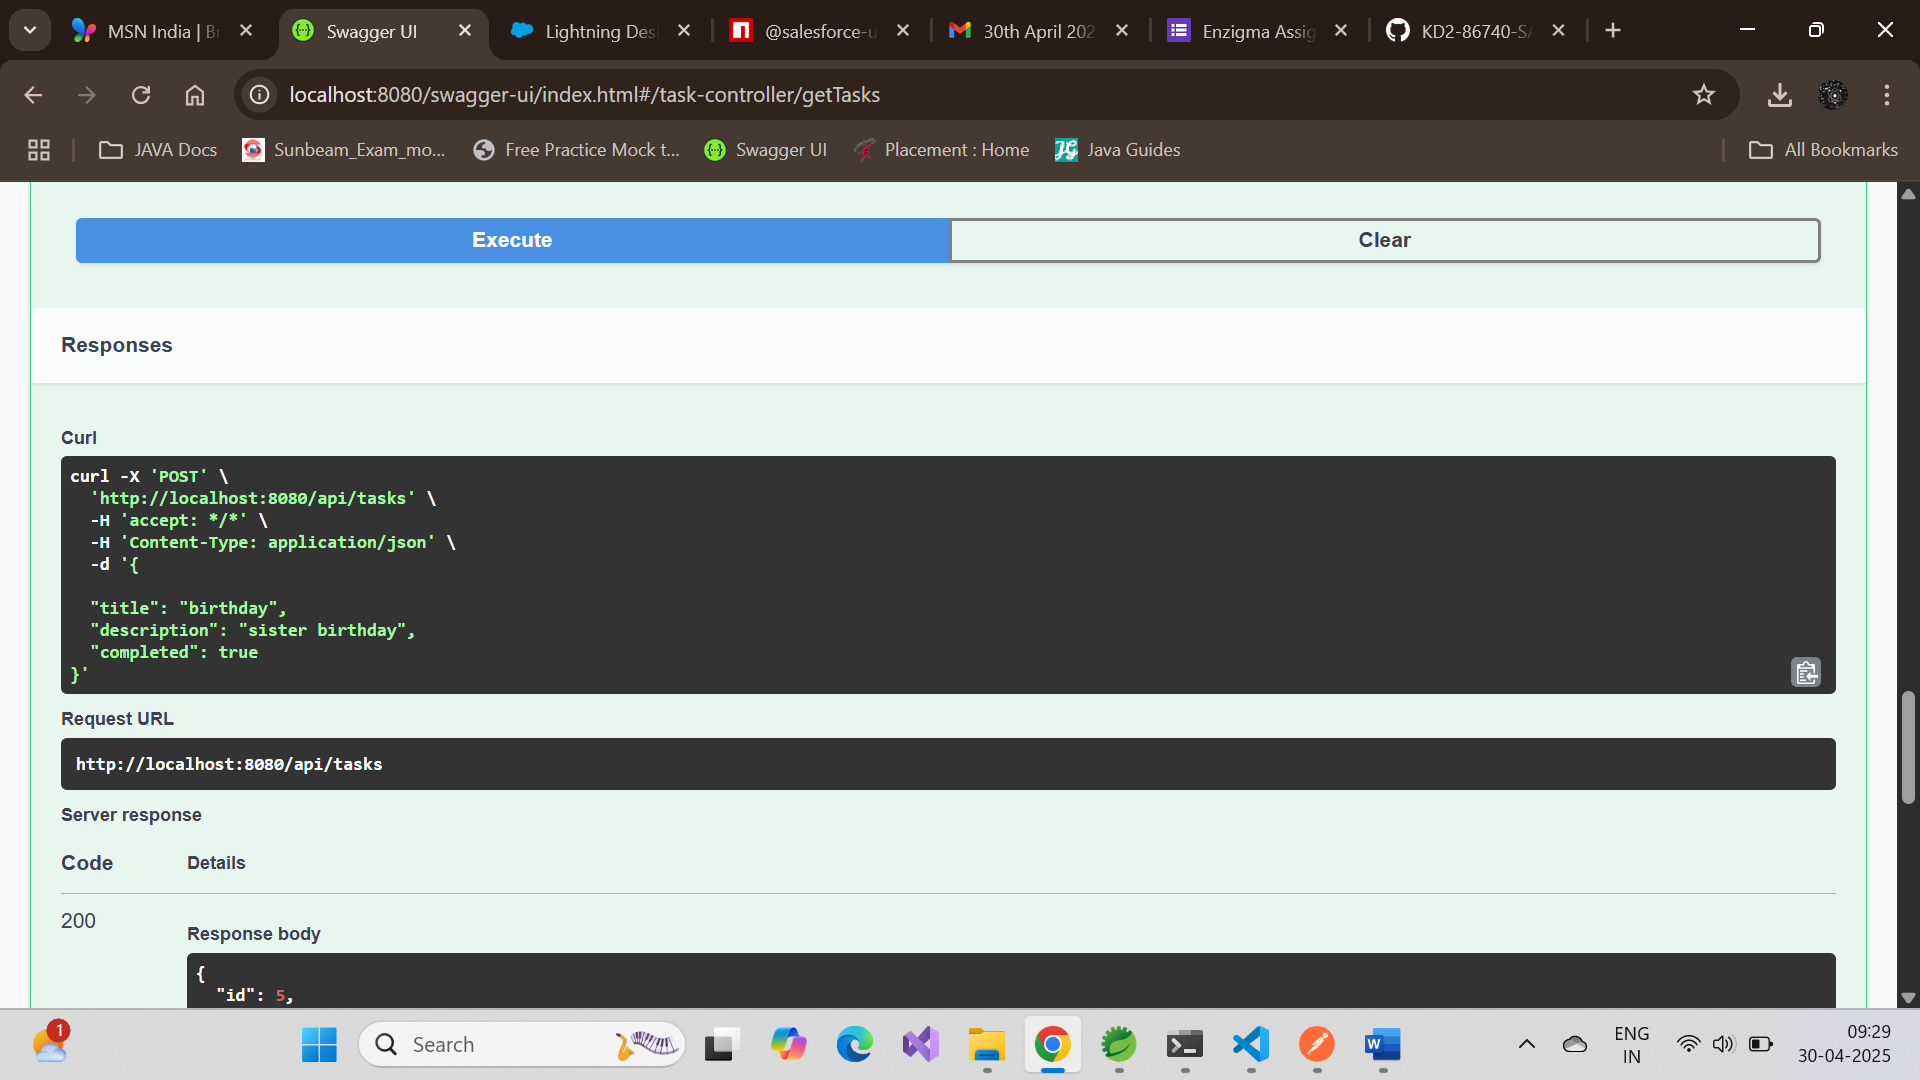 MSN India | Br
Swagger UI
Lightning Desi
@salesforce-u
30th April 202
Enzigma Assig
KD2-86740-SA
localhost:8080/swagger-ui/index.html#/task-controller/getTasks
JAVA Docs
Sunbeam_Exam_mo...
Free Practice Mock t...
Swagger UI
Placement : Home
Java Guides
All Bookmarks
Execute
Clear
Responses
Curl
curl -X 'POST' \
'http://localhost:8080/api/tasks' \
-H 'accept: */*' \
-H 'Content-Type: application/json' \
-d '{
"title": "birthday",
"description": "sister birthday",
"completed": true
}'
Request URL
http://localhost:8080/api/tasks
Server response
Code
Details
200
Response body
{
"id": 5,
1
Search
ENG
IN
09:29
30-04-2025